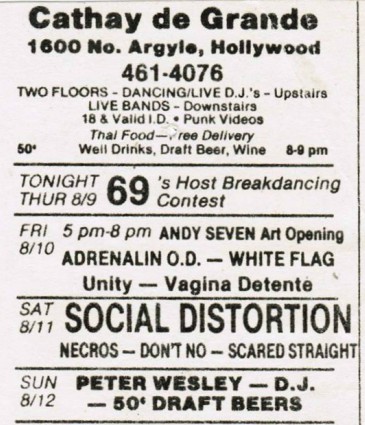 Cathay de Grande
1600 No. Argyle, Hollywood
461-4076
TWO FLOORS - DANCING/LIVE D.J.'s - Upstairs
LIVE BANDS - Downstairs
18 & Valid I.D. • Punk Videos
Thai Food—Free Delivery
50¢ Well Drinks, Draft Beer, Wine 8-9 pm
TONIGHT THUR 8/9 69 's Host Breakdancing Contest
FRI 8/10 5 pm-8 pm ANDY SEVEN Art Opening
ADRENALIN O.D. — WHITE FLAG
Unity — Vagina Detenté
SAT 8/11 SOCIAL DISTORTION
NECROS — DON'T NO — SCARED STRAIGHT
SUN 8/12 PETER WESLEY — D.J.
— 50¢ DRAFT BEERS